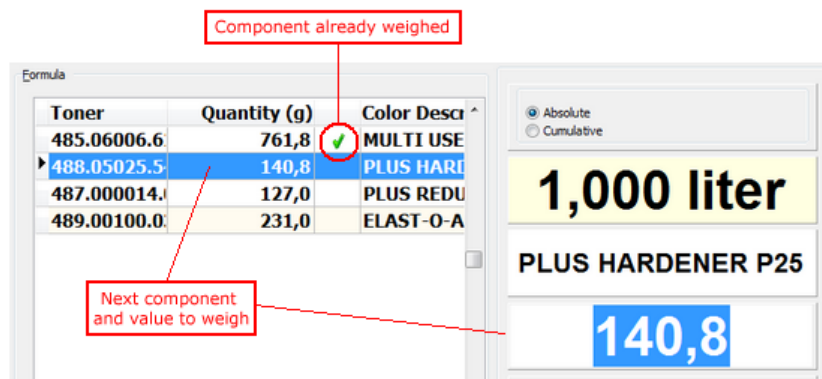 Component already weighed
Formula
Toner Quantity (g) Color Descr
485.06006.6 761,8 MULTI USE
488.05025.5 140,8 PLUS HARD
487.000014. 127,0 PLUS REDU
489.00100.0 231,0 ELAST-O-A
Next component
and value to weigh
Absolute
Cumulative
1,000 liter
PLUS HARDENER P25
140,8